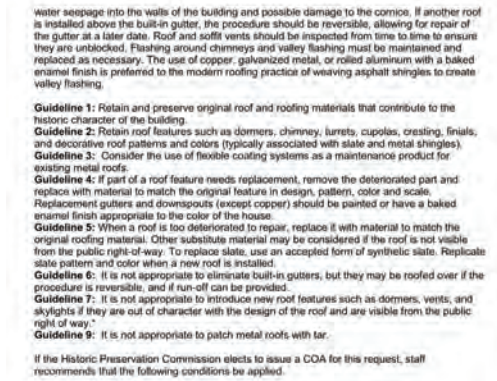 water seepage into the walls of the building and possible damage to the cornice. If another roof
is installed above the built-in gutter, the procedure should be reversible, allowing for repair of
the gutter at a later date. Roof and soffit vents should be inspected from time to time to ensure
they are unblocked. Flashing around chimneys and valley flashing must be maintained and
replaced as necessary. The use of copper, galvanized metal, or rolled aluminum with a baked
enamel finish is preferred to the modern roofing practice of weaving asphalt shingles to create
valley flashing.
Guideline 1: Retain and preserve original roof and roofing materials that contribute to the
historic character of the building.
Guideline 2: Retain roof features such as dormers, chimney, turrets, cupolas, cresting, finials,
and decorative roof patterns and colors (typically associated with slate and metal shingles).
Guideline 3: Consider the use of flexible coating systems as a maintenance product for
existing metal roofs.
Guideline 4: If part of a roof feature needs replacement, remove the deteriorated part and
replace with material to match the original feature in design, pattern, color and scale.
Replacement gutters and downspouts (except copper) should be painted or have a baked
enamel finish appropriate to the color of the house.
Guideline 5: When a roof is too deteriorated to repair, replace it with material to match the
original roofing material. Other substitute material may be considered if the roof is not visible
from the public right-of-way. To replace slate, use an accepted form of synthetic slate. Replicate
slate pattern and color when a new roof is installed.
Guideline 6: It is not appropriate to eliminate built-in gutters, but they may be roofed over if the
procedure is reversible, and if run-off can be provided.
Guideline 7: It is not appropriate to introduce new roof features such as dormers, vents, and
skylights if they are out of character with the design of the roof and are visible from the public
right of way."
Guideline 9: It is not appropriate to patch metal roofs with tar.
If the Historic Preservation Commission elects to issue a COA for this request, staff
recommends that the following conditions be applied.